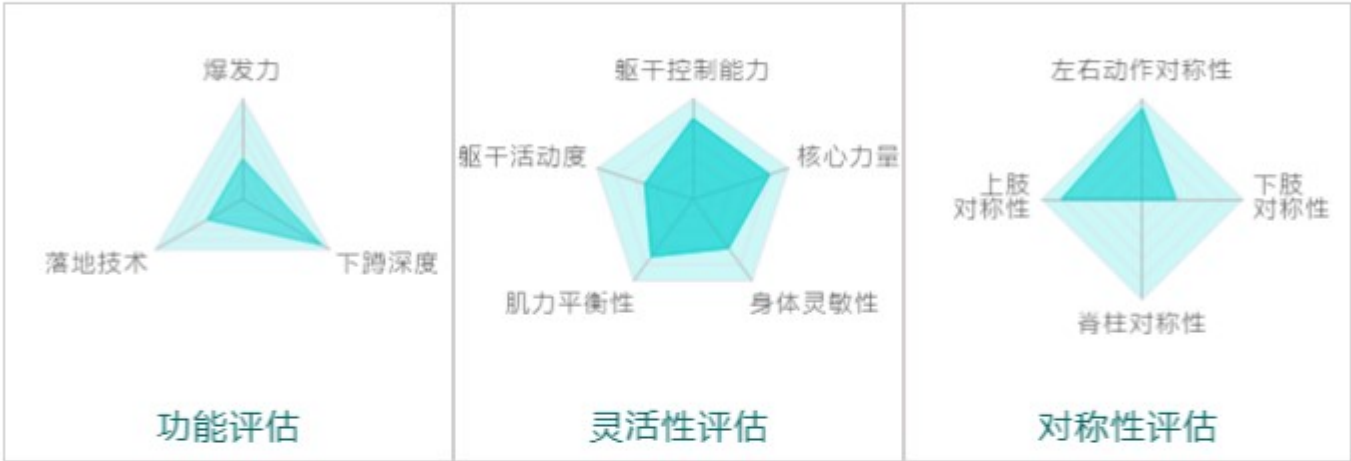 爆发力
落地技术
下蹲深度
功能评估
躯干控制能力
躯干活动度
核心力量
肌力平衡性
身体灵敏性
灵活性评估
左右动作对称性
上肢
对称性
下肢
对称性
脊柱对称性
对称性评估